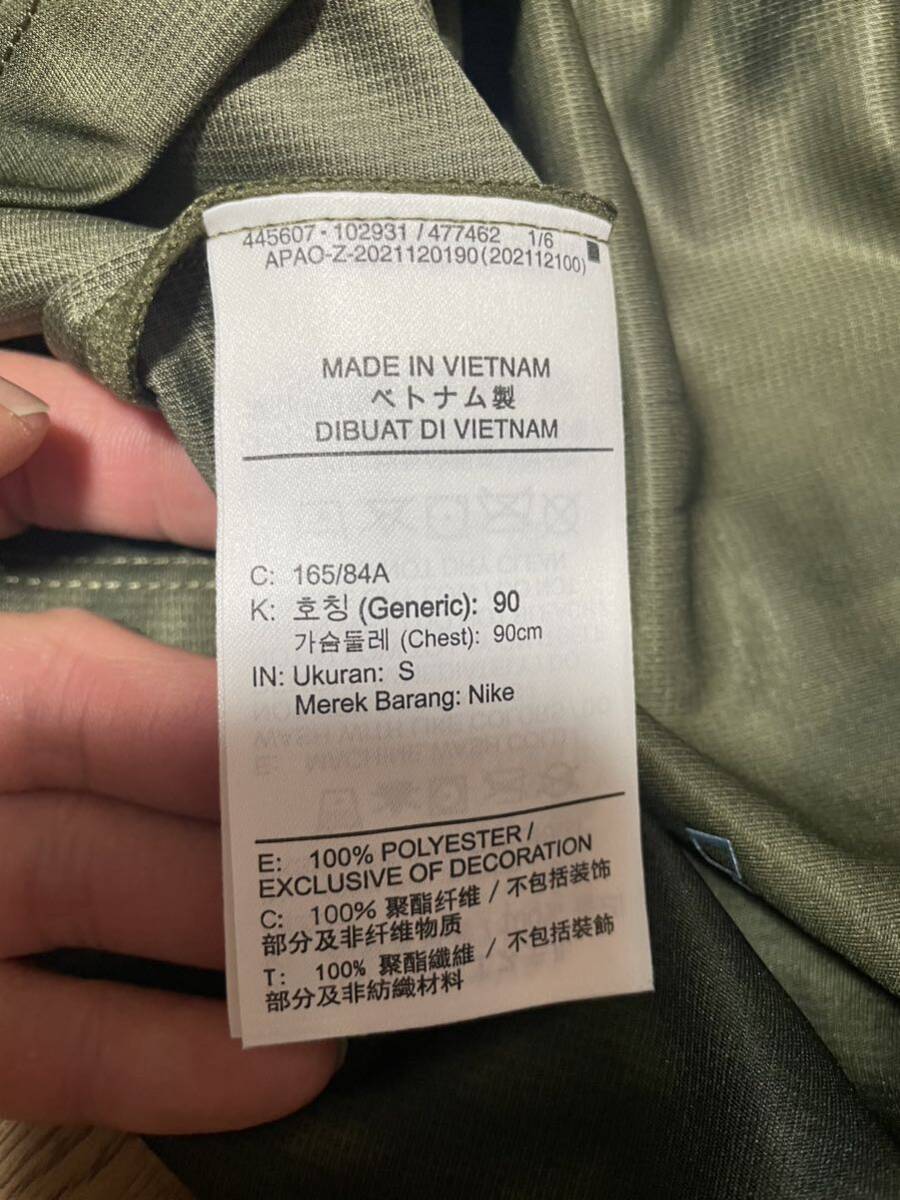 445607・102931 / 477462 1/6
APAO-Z-2021120190(202112100)
MADE IN VIETNAM
ベトナム製
DIBUAT DI VIETNAM
C: 165/84A
K: 호칭 (Generic): 90
가슴둘레 (Chest): 90cm
IN: Ukuran: S
Merek Barang: Nike
E: 100% POLYESTER /
EXCLUSIVE OF DECORATION
C: 100% 聚酯纤维 / 不包括装饰
部分及非纤维物质
T: 100% 聚酯纖維 / 不包括裝飾
部分及非紡織材料